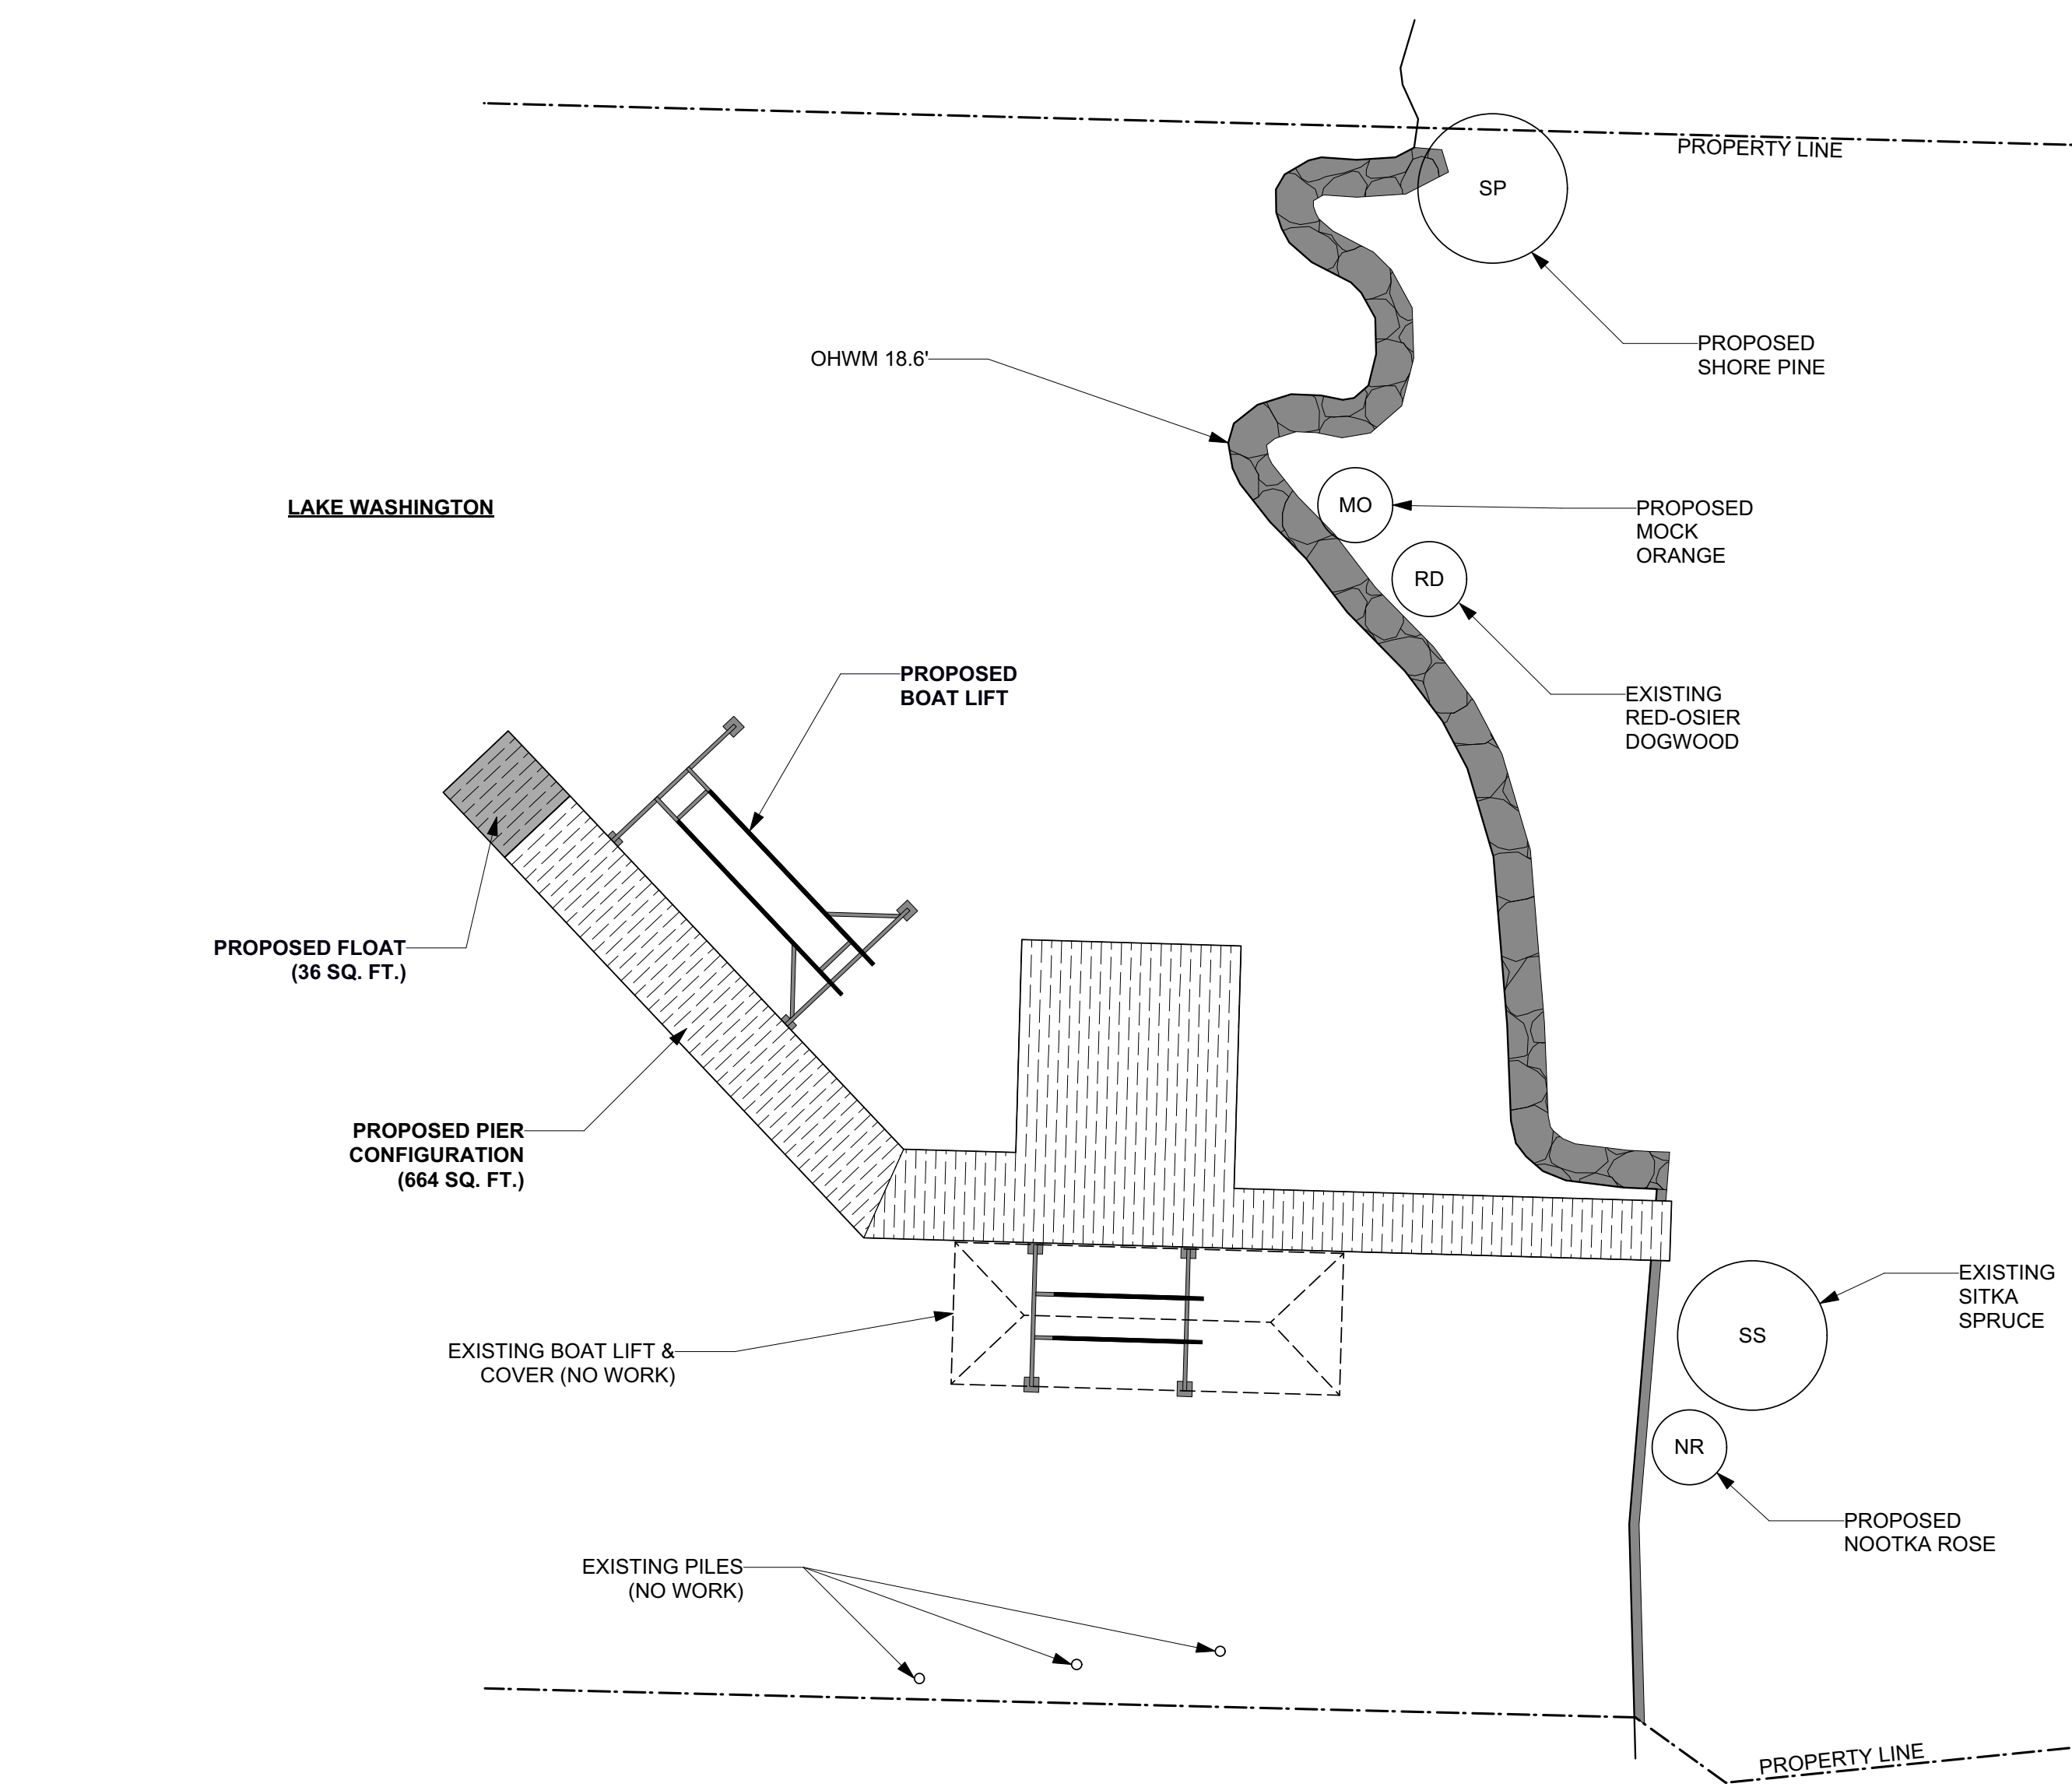 PROPERTY LINE
SP
PROPOSED
SHORE PINE
OHWM 18.6'
LAKE WASHINGTON
MO
PROPOSED
MOCK
ORANGE
RD
EXISTING
RED-OSIER
DOGWOOD
PROPOSED
BOAT LIFT
PROPOSED FLOAT
(36 SQ. FT.)
PROPOSED PIER
CONFIGURATION
(664 SQ. FT.)
EXISTING
SITKA
SPRUCE
SS
EXISTING BOAT LIFT &
COVER (NO WORK)
NR
PROPOSED
NOOTKA ROSE
EXISTING PILES
(NO WORK)
PROPERTY LINE